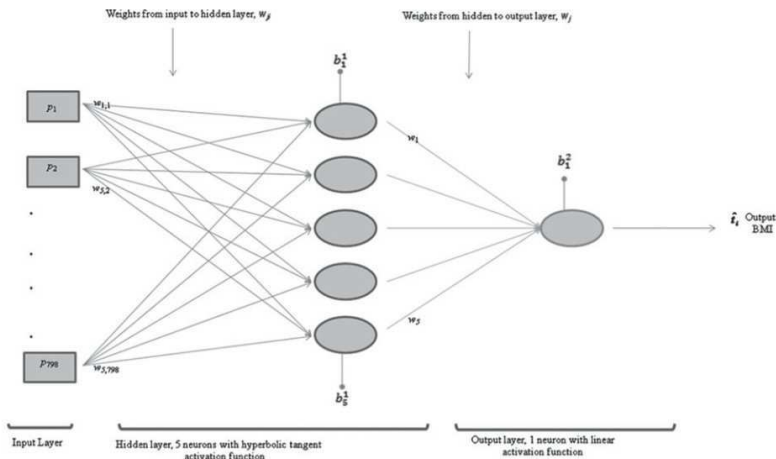 Weights from input to hidden layer, wji
Weights from hidden to output layer, wj
b₁¹
p₁
w₁,₁
w₁
p₂
b₁²
w₅,₂
t̂ᵢ Output
BMI
w₅
p₇₉₈
w₅,₇₉₈
b₅¹
Input Layer
Hidden layer, 5 neurons with hyperbolic tangent
activation function
Output layer, 1 neuron with linear
activation function